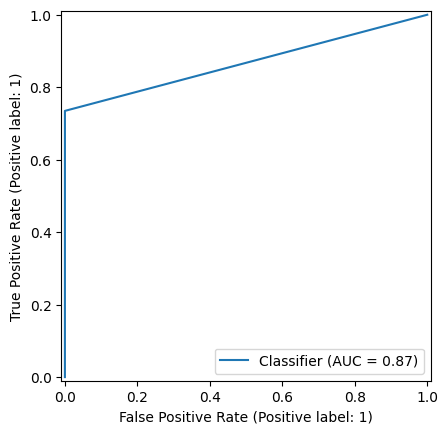 1.0
0.8
0.6
0.4
0.2
0.0
True Positive Rate (Positive label: 1)
Classifier (AUC = 0.87)
0.0 0.2 0.4 0.6 0.8 1.0
False Positive Rate (Positive label: 1)